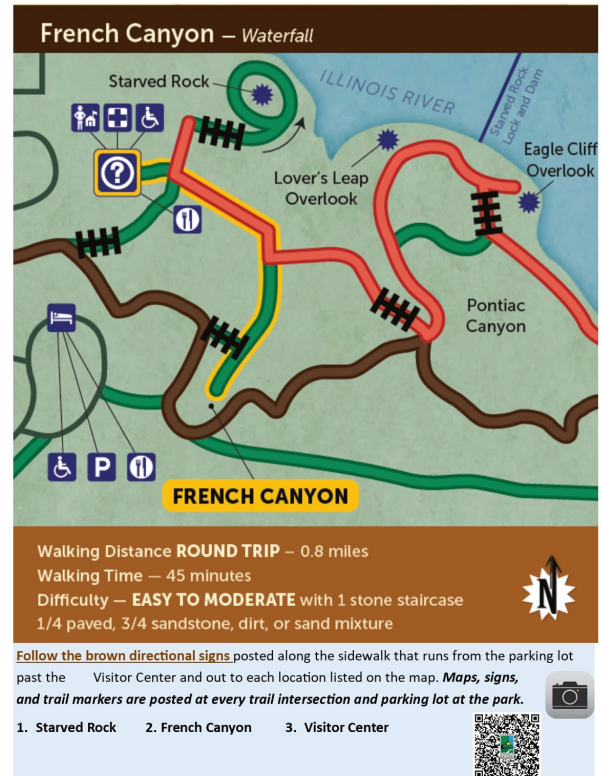 French Canyon — Waterfall
Starved Rock
ILLINOIS RIVER
Starved Rock
Lock and Dam
Eagle Cliff
Overlook
Lover's Leap
Overlook
?
Pontiac
Canyon
P
FRENCH CANYON
Walking Distance ROUND TRIP – 0.8 miles
Walking Time — 45 minutes
Difficulty — EASY TO MODERATE with 1 stone staircase
1/4 paved, 3/4 sandstone, dirt, or sand mixture
N
Follow the brown directional signs posted along the sidewalk that runs from the parking lot
past the Visitor Center and out to each location listed on the map. Maps, signs,
and trail markers are posted at every trail intersection and parking lot at the park.
1. Starved Rock 2. French Canyon 3. Visitor Center